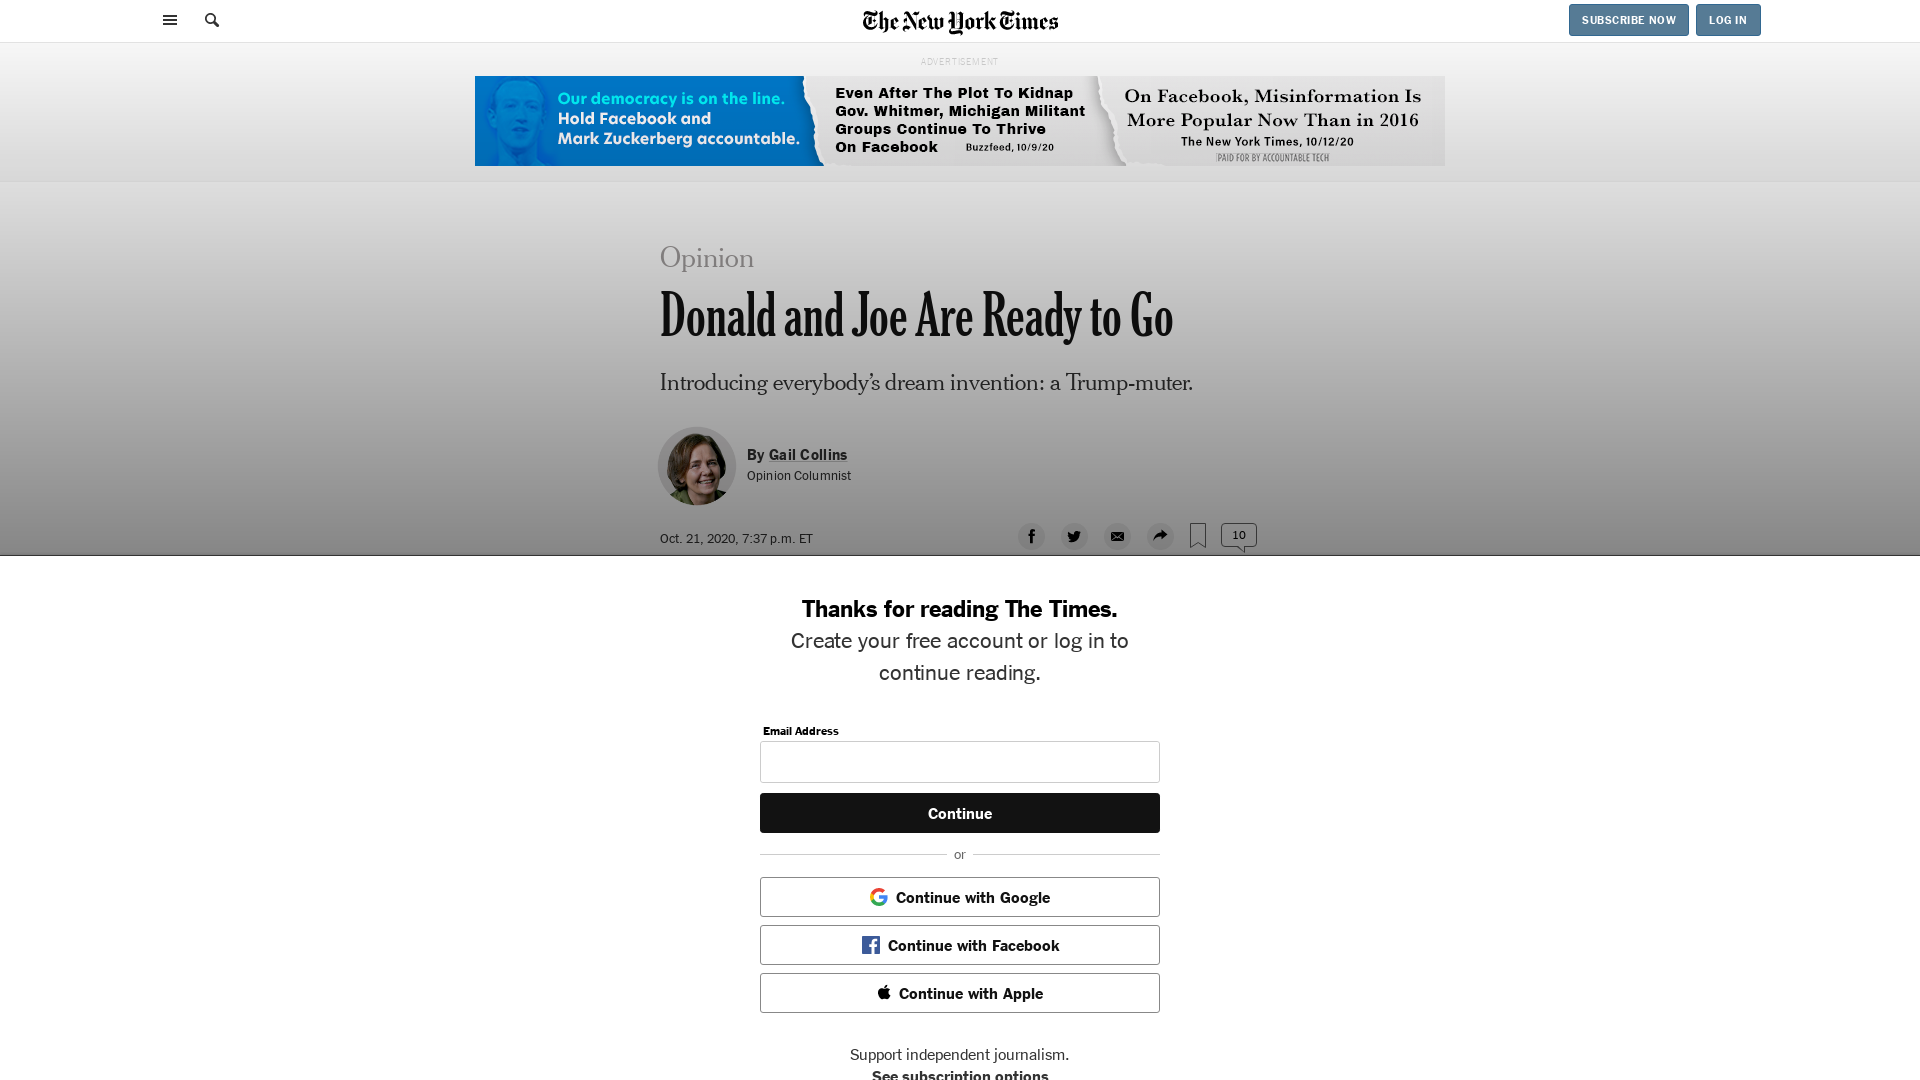 The New York Times
SUBSCRIBE NOW
LOG IN
ADVERTISEMENT
Our democracy is on the line.
Hold Facebook and
Mark Zuckerberg accountable.
Even After The Plot To Kidnap
Gov. Whitmer, Michigan Militant
Groups Continue To Thrive
On Facebook Buzzfeed, 10/9/20
On Facebook, Misinformation Is
More Popular Now Than in 2016
The New York Times, 10/12/20
PAID FOR BY ACCOUNTABLE TECH
Opinion
Donald and Joe Are Ready to Go
Introducing everybody’s dream invention: a Trump-muter.
By Gail Collins
Opinion Columnist
Oct. 21, 2020, 7:37 p.m. ET
10
Thanks for reading The Times.
Create your free account or log in to
continue reading.
Email Address
Continue
or
Continue with Google
Continue with Facebook
Continue with Apple
Support independent journalism.
See subscription options